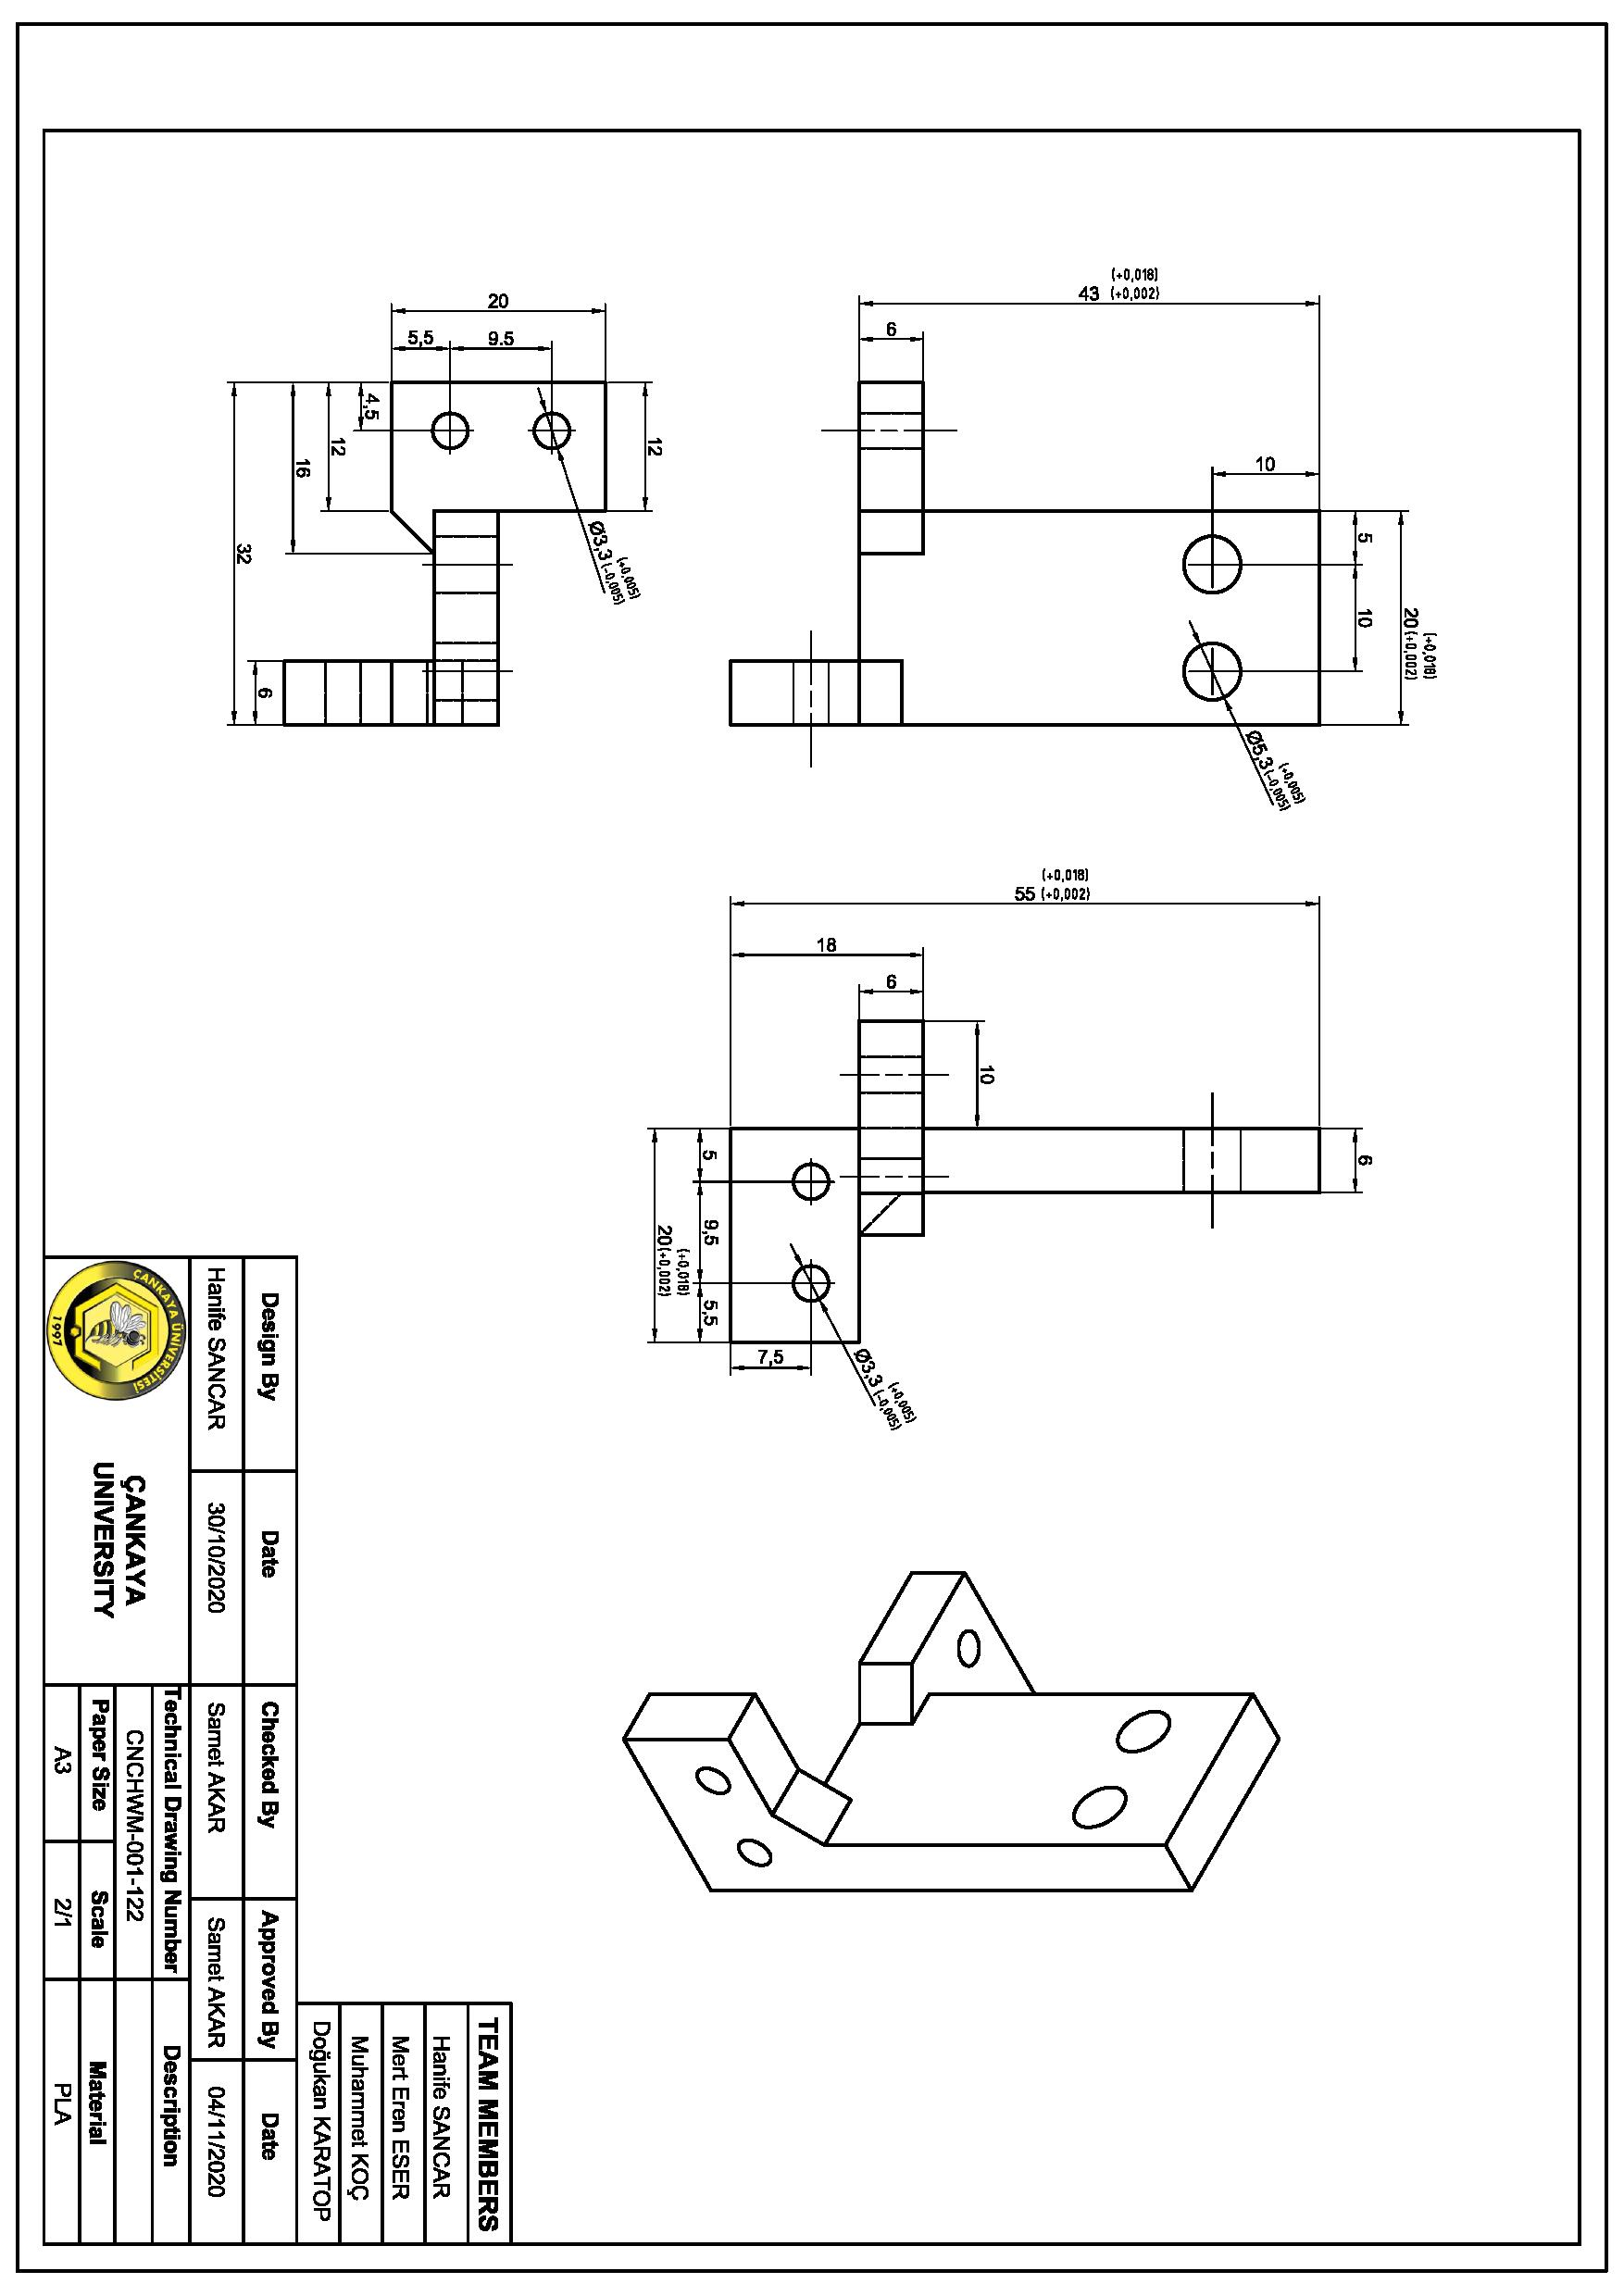 43 (+0,018) (+0,002)
6
10
5
10
20 (+0,018) (+0,002)
Ø5,3 (+0,005) (-0,005)
20
5,5
9.5
4,5
12
16
32
12
6
Ø3,3 (+0,005) (-0,005)
55 (+0,018) (+0,002)
18
6
10
6
5
9,5
5,5
20 (+0,018) (+0,002)
7,5
Ø3,3 (+0,005) (-0,005)
TEAM MEMBERS
Hanife SANCAR
Mert Eren ESER
Muhammet KOÇ
Doğukan KARATOP
Design By
Date
Checked By
Approved By
Date
Hanife SANCAR
30/10/2020
Samet AKAR
Samet AKAR
04/11/2020
ÇANKAYA ÜNİVERSİTESİ
1997
ÇANKAYA
UNIVERSITY
Technical Drawing Number
Description
CNCHWM-001-122
Paper Size
Scale
Material
A3
2/1
PLA